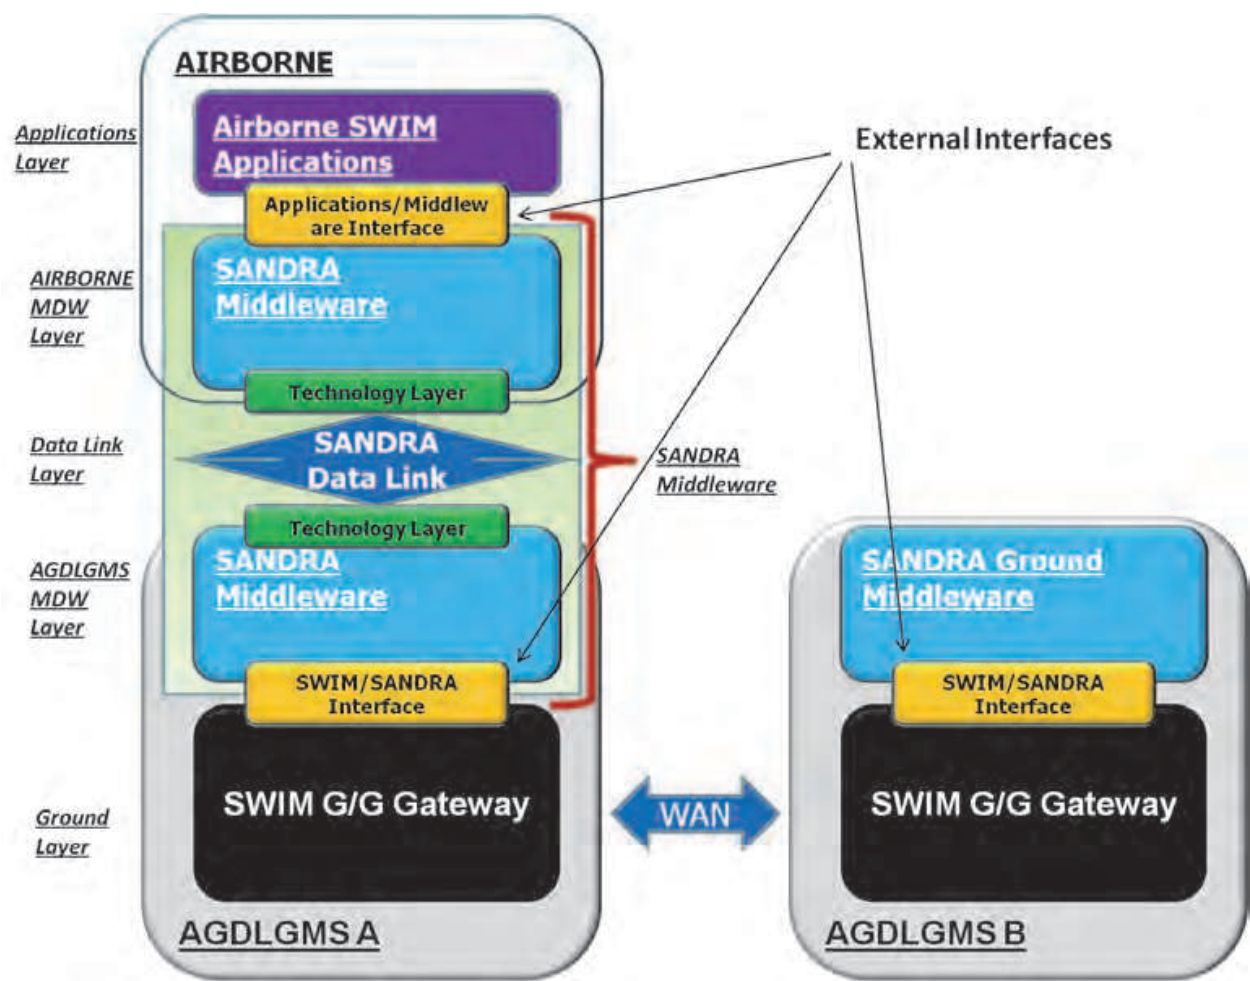 AIRBORNE
Applications
Layer
Airborne SWIM
Applications
External Interfaces
Applications/Middlew
are Interface
AIRBORNE
MDW
Layer
SANDRA
Middleware
Technology Layer
Data Link
Layer
SANDRA
Data Link
SANDRA
Middleware
Technology Layer
AGDLGMS
MDW
Layer
SANDRA
Middleware
SANDRA Ground
Middleware
SWIM/SANDRA
Interface
SWIM/SANDRA
Interface
Ground
Layer
SWIM G/G Gateway
WAN
SWIM G/G Gateway
AGDLGMS A
AGDLGMS B